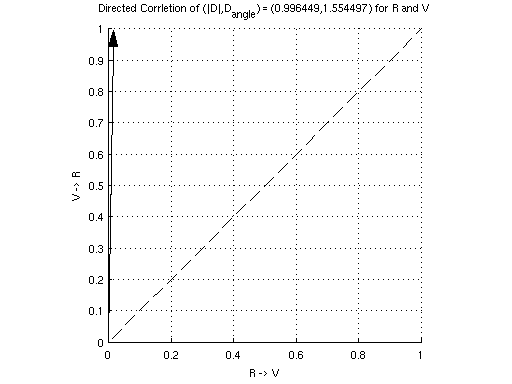 Directed Corrletion of (|D|,D_angle) = (0.996449,1.554497) for R and V
1
0.9
0.8
0.7
0.6
0.5
0.4
0.3
0.2
0.1
0
V -> R
0 0.2 0.4 0.6 0.8 1
R -> V